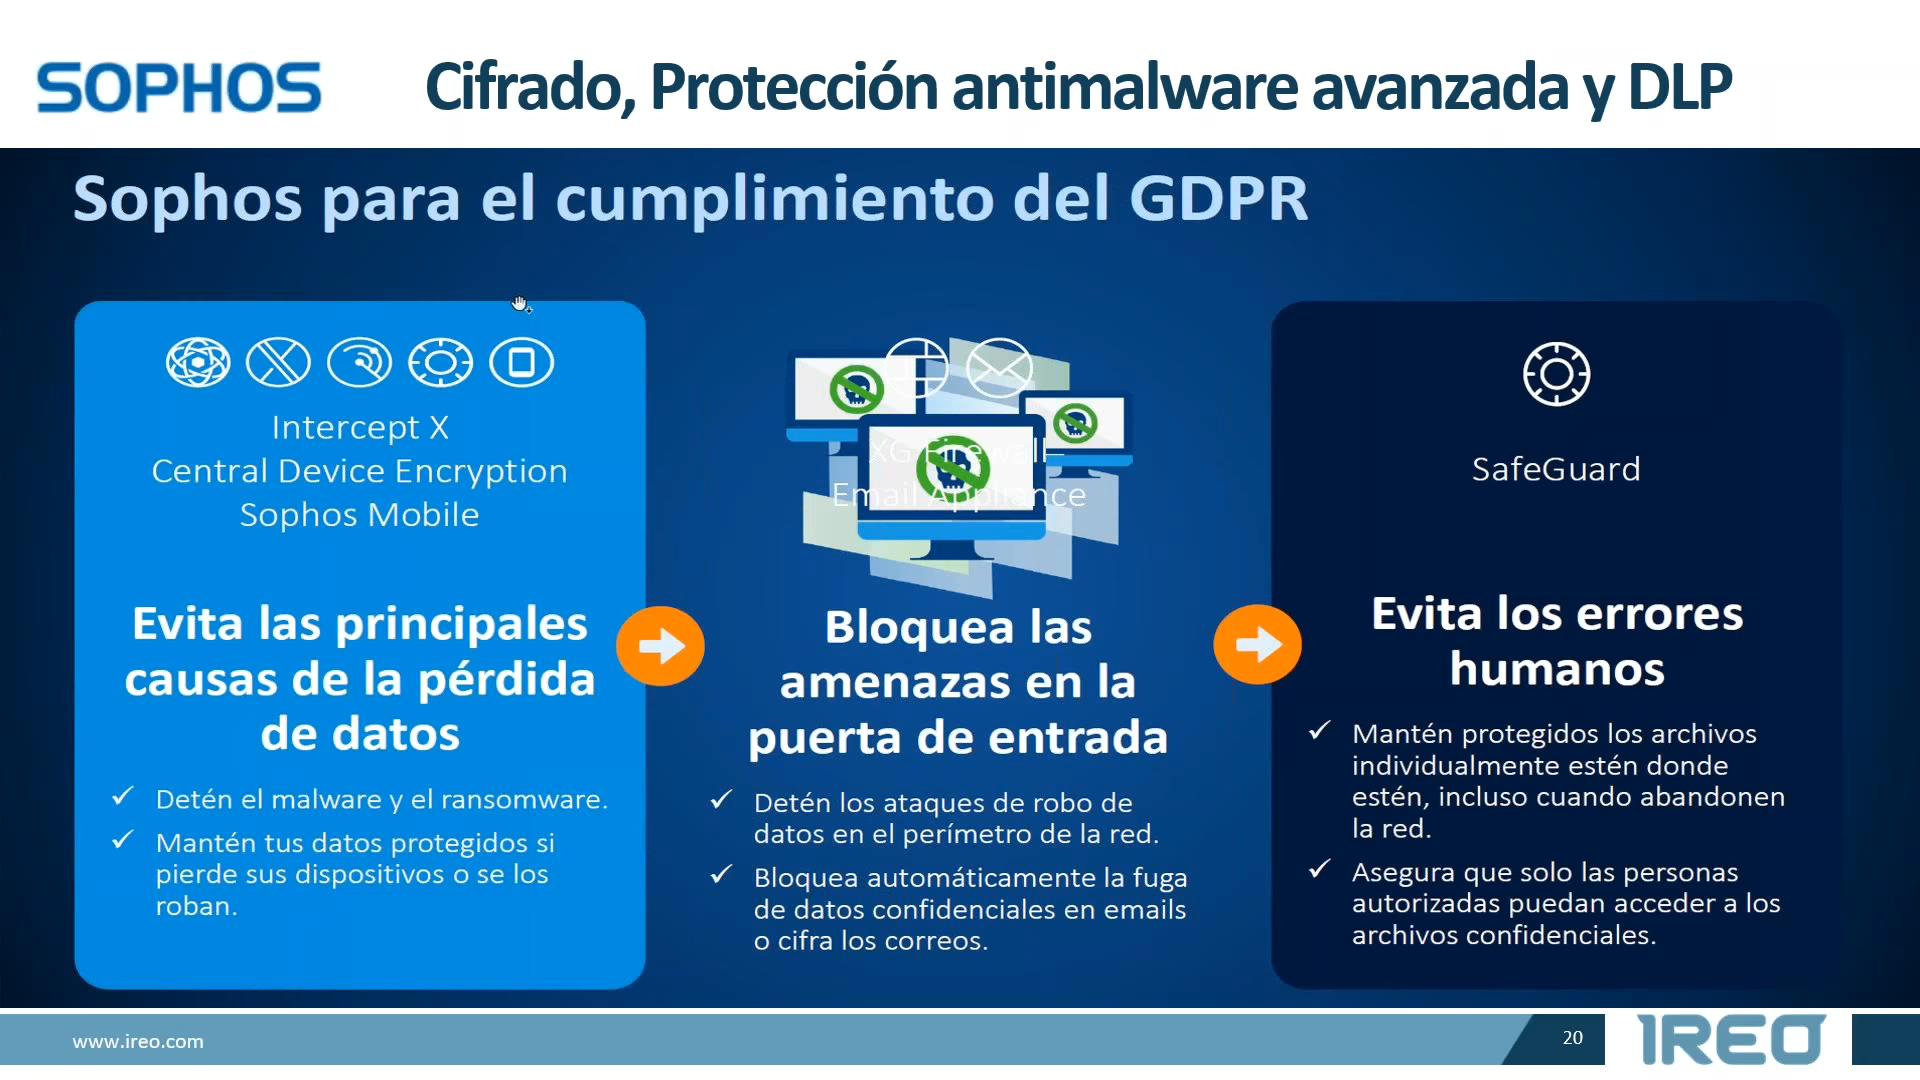 SOPHOS
Cifrado, Protección antimalware avanzada y DLP
Sophos para el cumplimiento del GDPR
Intercept X
Central Device Encryption
Sophos Mobile
Evita las principales
causas de la pérdida
de datos
✓ Detén el malware y el ransomware.
✓ Mantén tus datos protegidos si
pierde sus dispositivos o se los
roban.
XG Firewall
Email Appliance
Bloquea las
amenazas en la
puerta de entrada
✓ Detén los ataques de robo de
datos en el perímetro de la red.
✓ Bloquea automáticamente la fuga
de datos confidenciales en emails
o cifra los correos.
SafeGuard
Evita los errores
humanos
✓ Mantén protegidos los archivos
individualmente estén donde
estén, incluso cuando abandonen
la red.
✓ Asegura que solo las personas
autorizadas puedan acceder a los
archivos confidenciales.
www.ireo.com
20
IREO